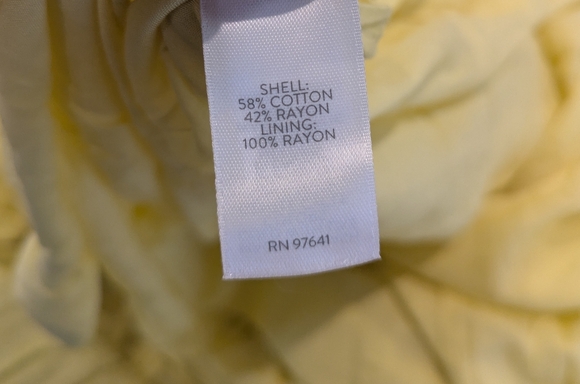 SHELL:
58% COTTON
42% RAYON
LINING:
100% RAYON
RN 97641